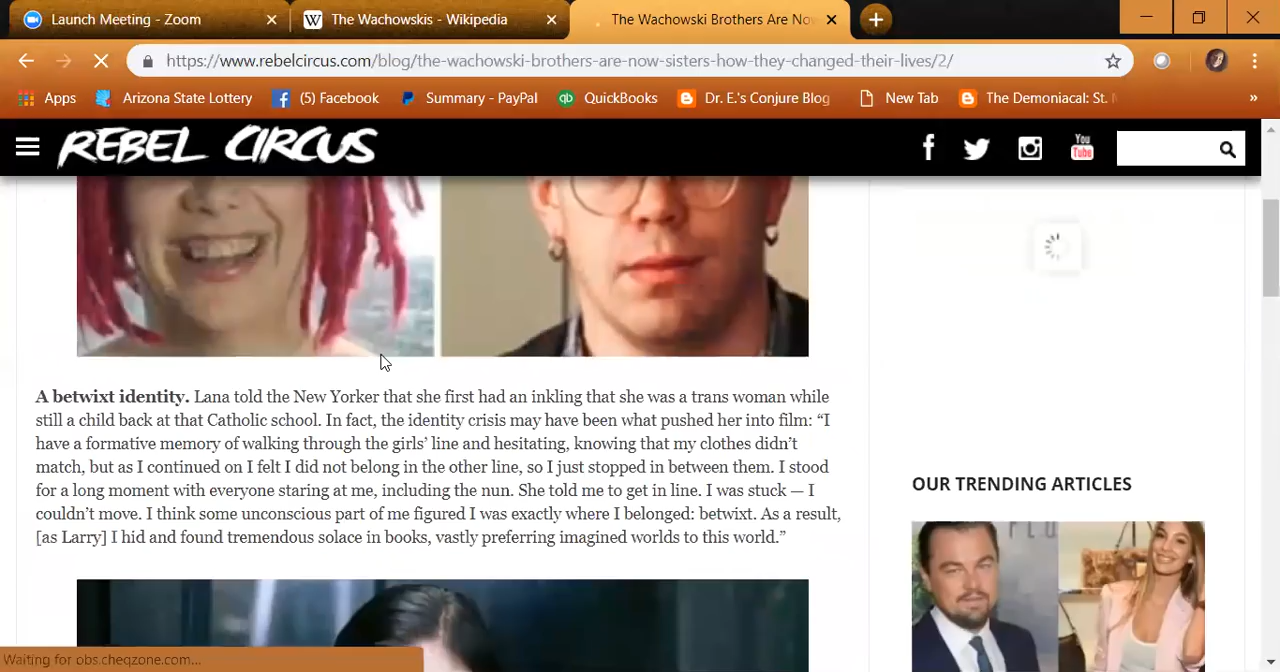 Launch Meeting - Zoom
The Wachowskis - Wikipedia
The Wachowski Brothers Are Now
https://www.rebelcircus.com/blog/the-wachowski-brothers-are-now-sisters-how-they-changed-their-lives/2/
Apps
Arizona State Lottery
(5) Facebook
Summary - PayPal
qb QuickBooks
Dr. E.'s Conjure Blog
New Tab
The Demoniacal: St.
»
REBEL CIRCUS
You
Tube
A betwixt identity. Lana told the New Yorker that she first had an inkling that she was a trans woman while
still a child back at that Catholic school. In fact, the identity crisis may have been what pushed her into film: “I
have a formative memory of walking through the girls’ line and hesitating, knowing that my clothes didn’t
match, but as I continued on I felt I did not belong in the other line, so I just stopped in between them. I stood
for a long moment with everyone staring at me, including the nun. She told me to get in line. I was stuck — I
couldn’t move. I think some unconscious part of me figured I was exactly where I belonged: betwixt. As a result,
[as Larry] I hid and found tremendous solace in books, vastly preferring imagined worlds to this world.”
OUR TRENDING ARTICLES
Waiting for obs.cheqzone.com...